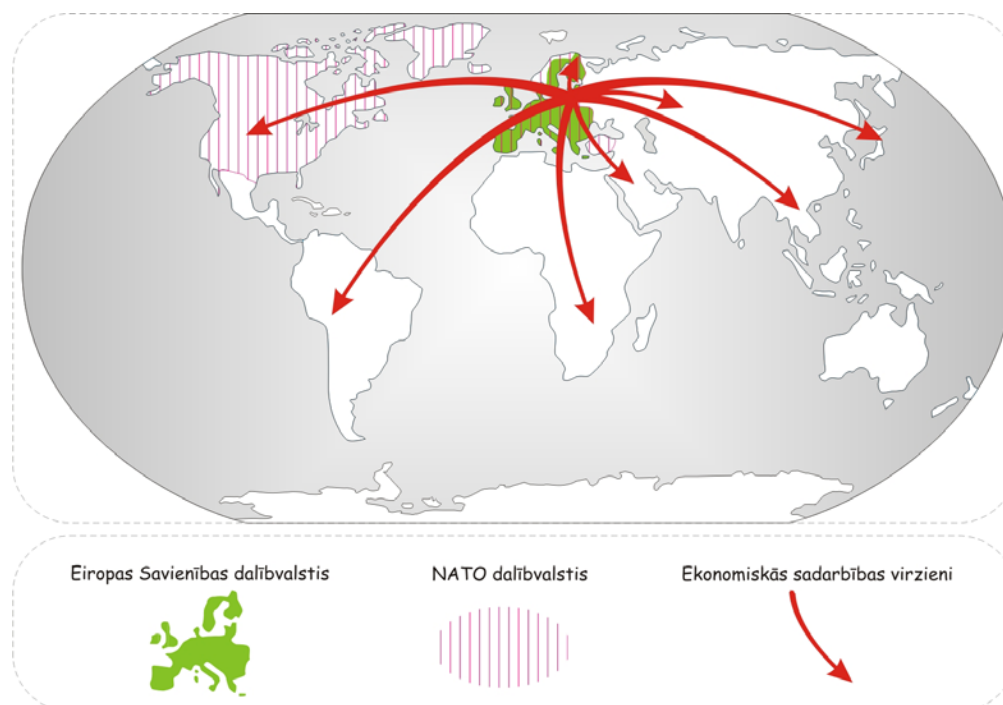 Eiropas Savienības dalībvalstis
NATO dalībvalstis
Ekonomiskās sadarbības virzieni